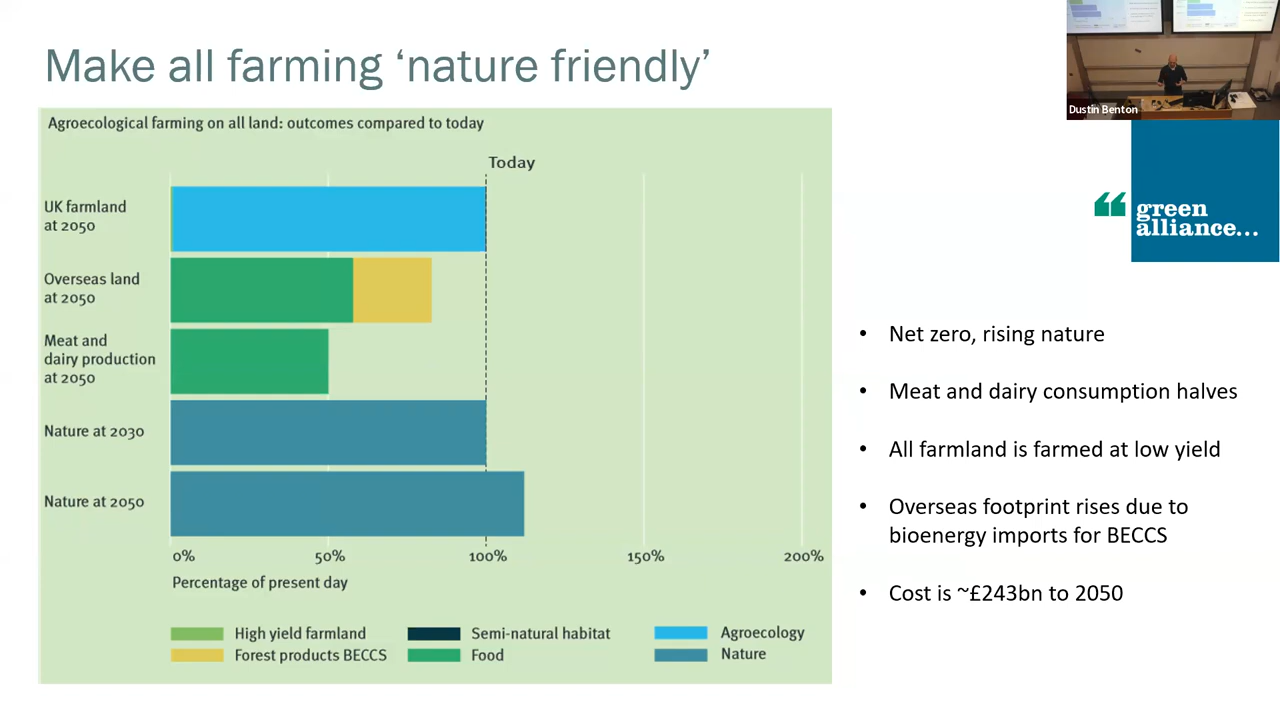 Make all farming ‘nature friendly’
Dustin Benton
green
alliance...
Agroecological farming on all land: outcomes compared to today
Today
UK farmland
at 2050
Overseas land
at 2050
Meat and
dairy production
at 2050
Nature at 2030
Nature at 2050
0% 50% 100% 150% 200%
Percentage of present day
High yield farmland Semi-natural habitat Agroecology
Forest products BECCS Food Nature
• Net zero, rising nature
• Meat and dairy consumption halves
• All farmland is farmed at low yield
• Overseas footprint rises due to
bioenergy imports for BECCS
• Cost is ~£243bn to 2050